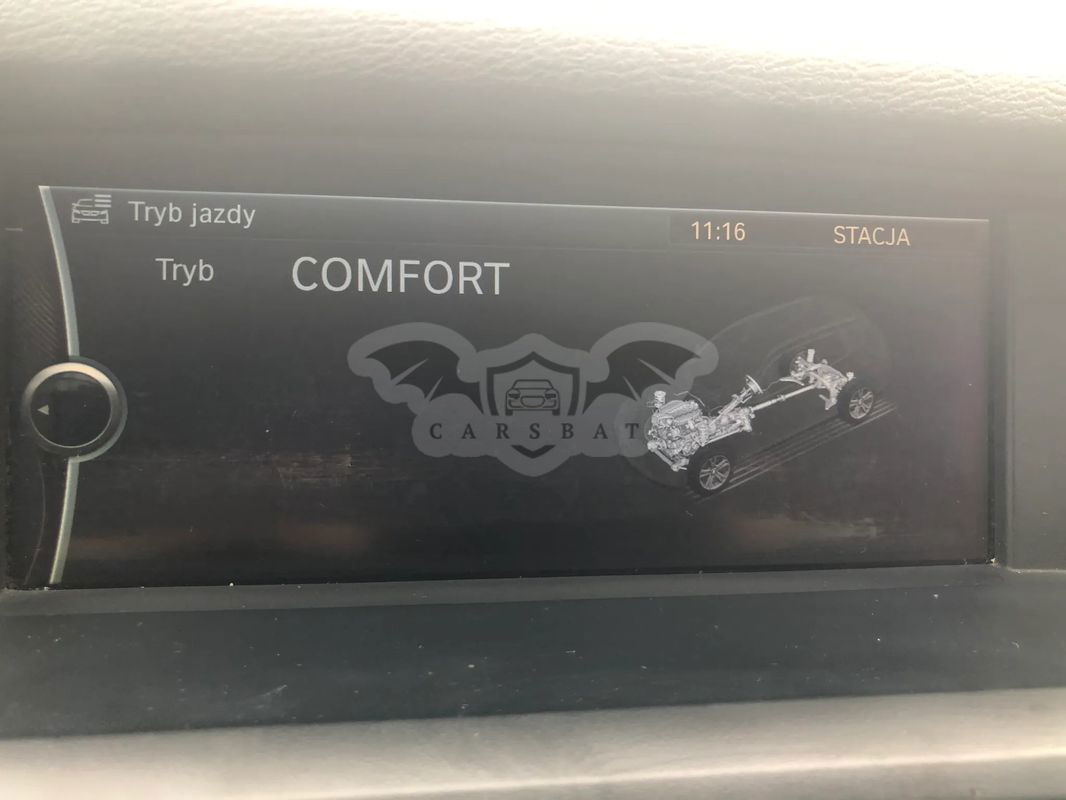 Tryb jazdy
11:16 STACJA
Tryb COMFORT
CARSBAT